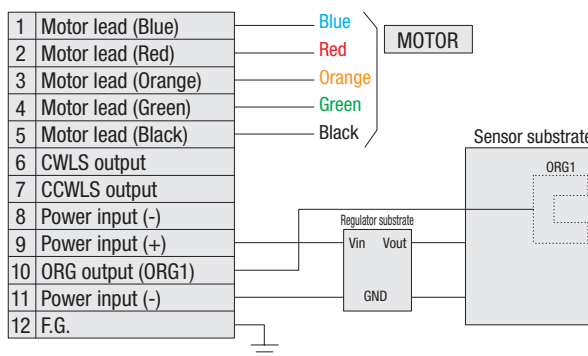 1 Motor lead (Blue)
2 Motor lead (Red)
3 Motor lead (Orange)
4 Motor lead (Green)
5 Motor lead (Black)
6 CWLS output
7 CCWLS output
8 Power input (-)
9 Power input (+)
10 ORG output (ORG1)
11 Power input (-)
12 F.G.
Blue
Red
Orange
Green
Black
MOTOR
Regulator substrate
Vin Vout
GND
Sensor substrate
ORG1